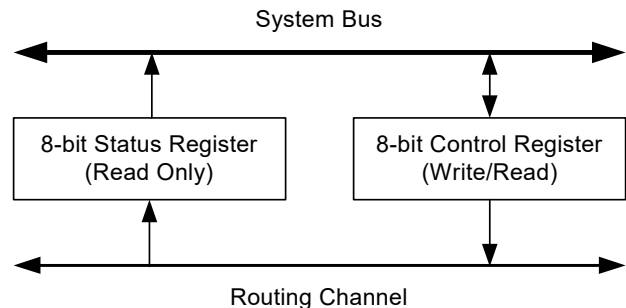 System Bus
8-bit Status Register
(Read Only)
8-bit Control Register
(Write/Read)
Routing Channel